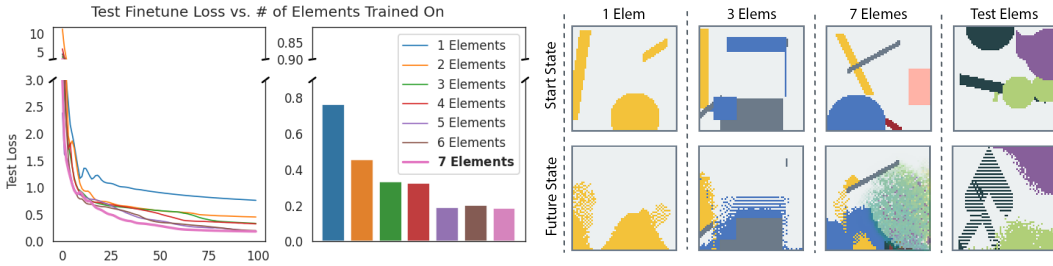 Test Finetune Loss vs. # of Elements Trained On
Test Loss
10
5
3.0
2.5
2.0
1.5
1.0
0.5
0.0
0
25
50
75
100
0.85
0.90
0.8
0.6
0.4
0.2
0.0
1 Elements
2 Elements
3 Elements
4 Elements
5 Elements
6 Elements
7 Elements
1 Elem
3 Elems
7 Elemes
Test Elems
Start State
Future State